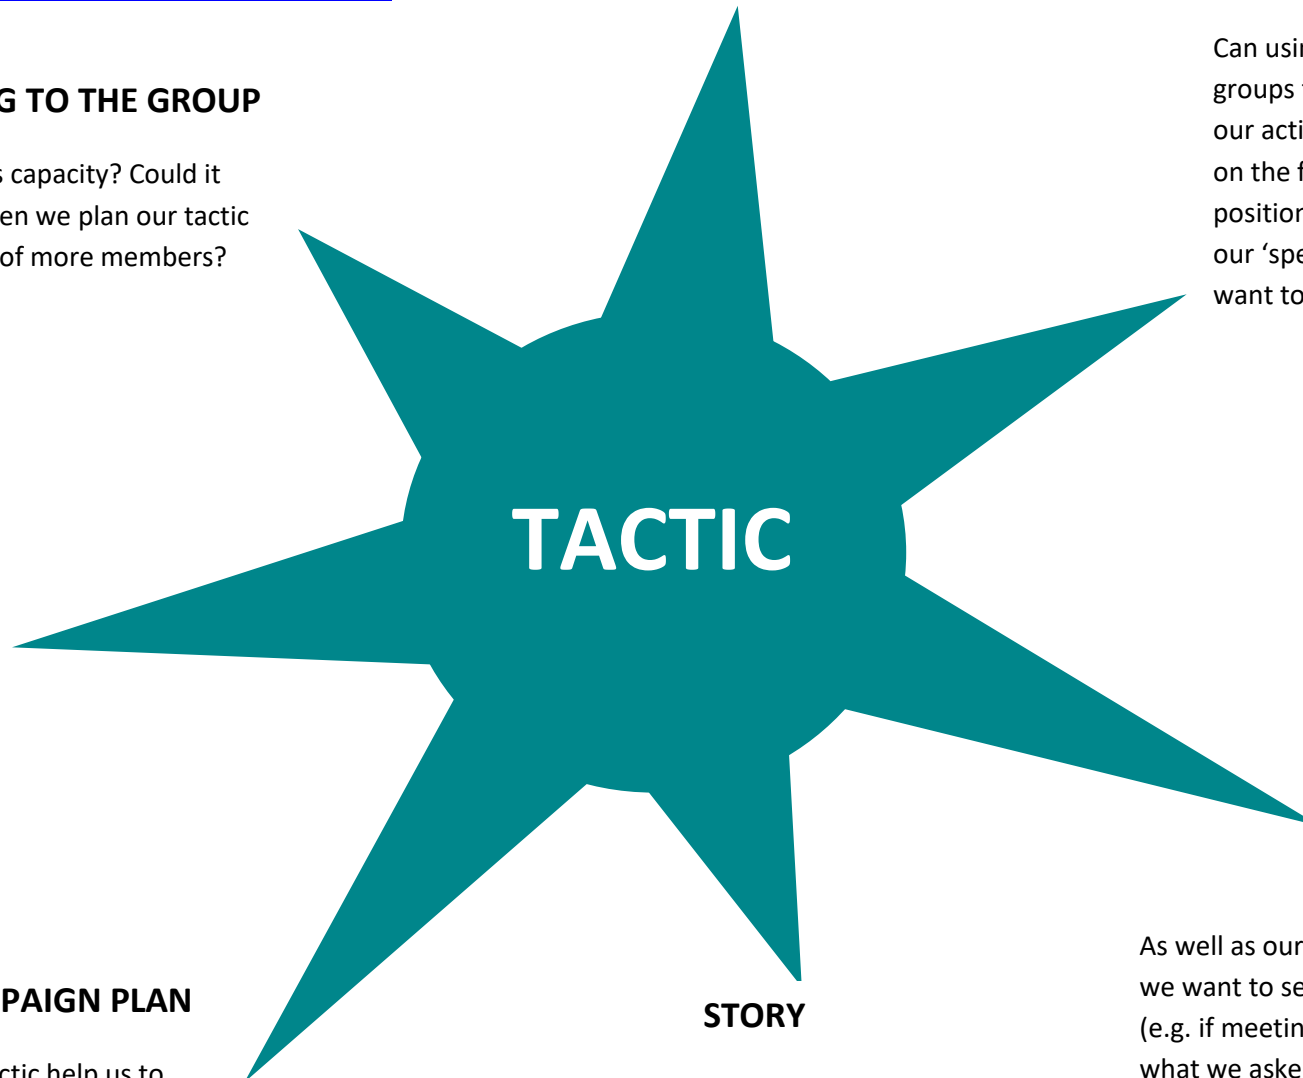 G TO THE GROUP
s capacity? Could it
en we plan our tactic
of more members?
Can usin
groups
our acti
on the f
position
our ‘spe
want to
TACTIC
PAIGN PLAN
ctic help us to
STORY
As well as our
we want to se
(e.g. if meetin
what we aske